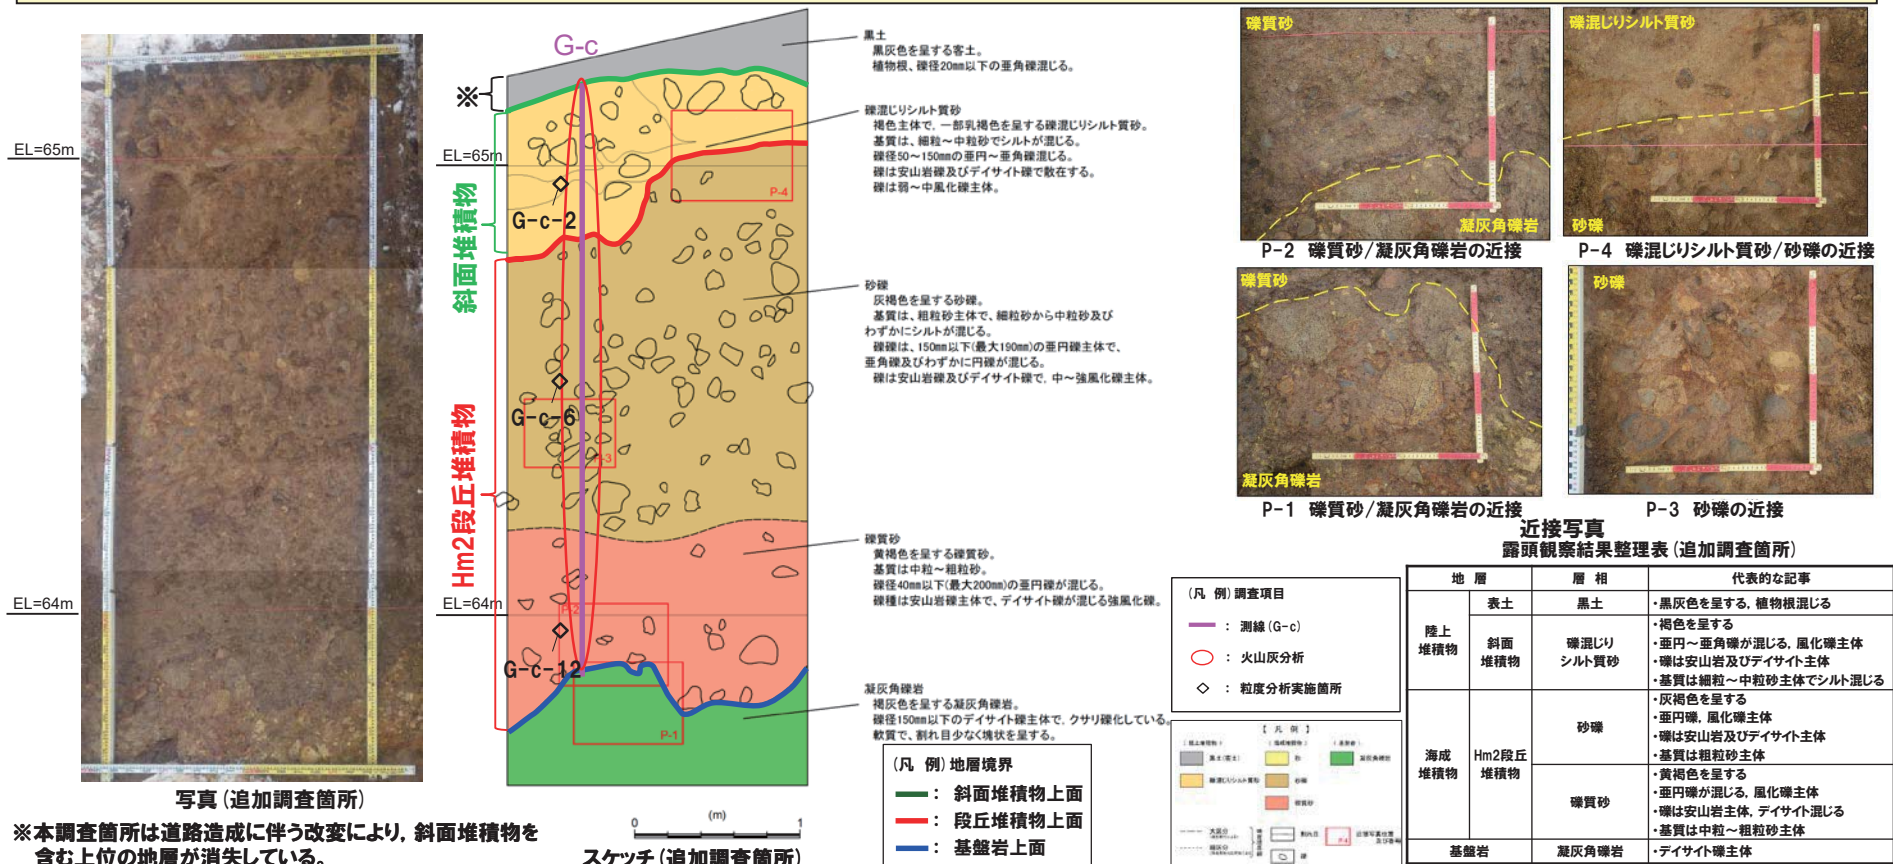 EL=65m
EL=64m
写真(追加調査箇所)
※本調査箇所は道路造成に伴う改変により，斜面堆積物を
含む上位の地層が消失している。
G-c
※
EL=65m
斜面堆積物
G-c-2
P-4
Hm2段丘堆積物
G-c-6
P-3
EL=64m
P-2
G-c-12
P-1
(m)
0 1
スケッチ(追加調査箇所)
黒土
黒灰色を呈する客土。
植物根、礫径20mm以下の亜角礫混じる。
礫混じりシルト質砂
褐色主体で，一部乳褐色を呈する礫混じりシルト質砂。
基質は、細粒～中粒砂でシルトが混じる。
礫径50～150mmの亜円～亜角礫混じる。
礫は安山岩礫及びデイサイト礫で散在する。
礫は弱～中風化礫主体。
砂礫
灰褐色を呈する砂礫。
基質は、粗粒砂主体で、細粒砂から中粒砂及び
わずかにシルトが混じる。
礫礫は、150mm以下(最大190mm)の亜円礫主体で、
亜角礫及びわずかに円礫が混じる。
礫は安山岩礫及びデイサイト礫で，中～強風化礫主体。
礫質砂
黄褐色を呈する礫質砂。
基質は中粒～粗粒砂。
礫径40mm以下(最大200mm)の亜円礫が混じる。
礫種は安山岩礫主体で、デイサイト礫が混じる強風化礫。
凝灰角礫岩
褐灰色を呈する凝灰角礫岩。
礫径150mm以下のデイサイト礫主体で，クサリ礫化している。
軟質で、割れ目少なく塊状を呈する。
(凡 例)地層境界
： 斜面堆積物上面
： 段丘堆積物上面
： 基盤岩上面
礫質砂
凝灰角礫岩
P-2 礫質砂/凝灰角礫岩の近接
礫混じりシルト質砂
砂礫
P-4 礫混じりシルト質砂/砂礫の近接
礫質砂
凝灰角礫岩
P-1 礫質砂/凝灰角礫岩の近接
砂礫
P-3 砂礫の近接
近接写真
露頭観察結果整理表(追加調査箇所)
(凡 例)調査項目
： 測線(G-c)
： 火山灰分析
： 粒度分析実施箇所
【 凡 例 】
砂
凝灰角礫岩
礫混じりシルト質砂
砂礫
礫質砂
割れ目
礫
地 層 層 相 代表的な記事
陸上
堆積物
表土 黒土 ・黒灰色を呈する，植物根混じる
斜面
堆積物
礫混じり
シルト質砂
・褐色を呈する
・亜円～亜角礫が混じる，風化礫主体
・礫は安山岩及びデイサイト主体
・基質は細粒～中粒砂主体でシルト混じる
海成
堆積物
Hm2段丘
堆積物
砂礫
・灰褐色を呈する
・亜円礫，風化礫主体
・礫は安山岩及びデイサイト
・基質は粗粒砂主体
礫質砂
・黄褐色を呈する
・亜円礫が混じる，風化礫主体
・礫は安山岩主体，デイサイト混じる
・基質は中粒～粗粒砂主体
基盤岩 凝灰角礫岩 ・デイサイト礫主体